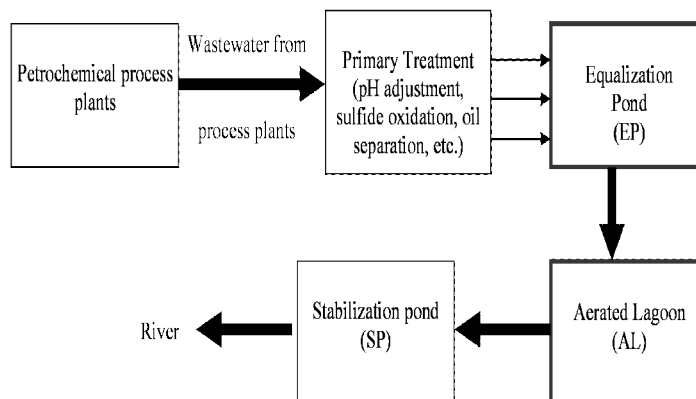 Petrochemical process
plants
Wastewater from
process plants
Primary Treatment
(pH adjustment,
sulfide oxidation, oil
separation, etc.)
Equalization
Pond
(EP)
Aerated Lagoon
(AL)
Stabilization pond
(SP)
River